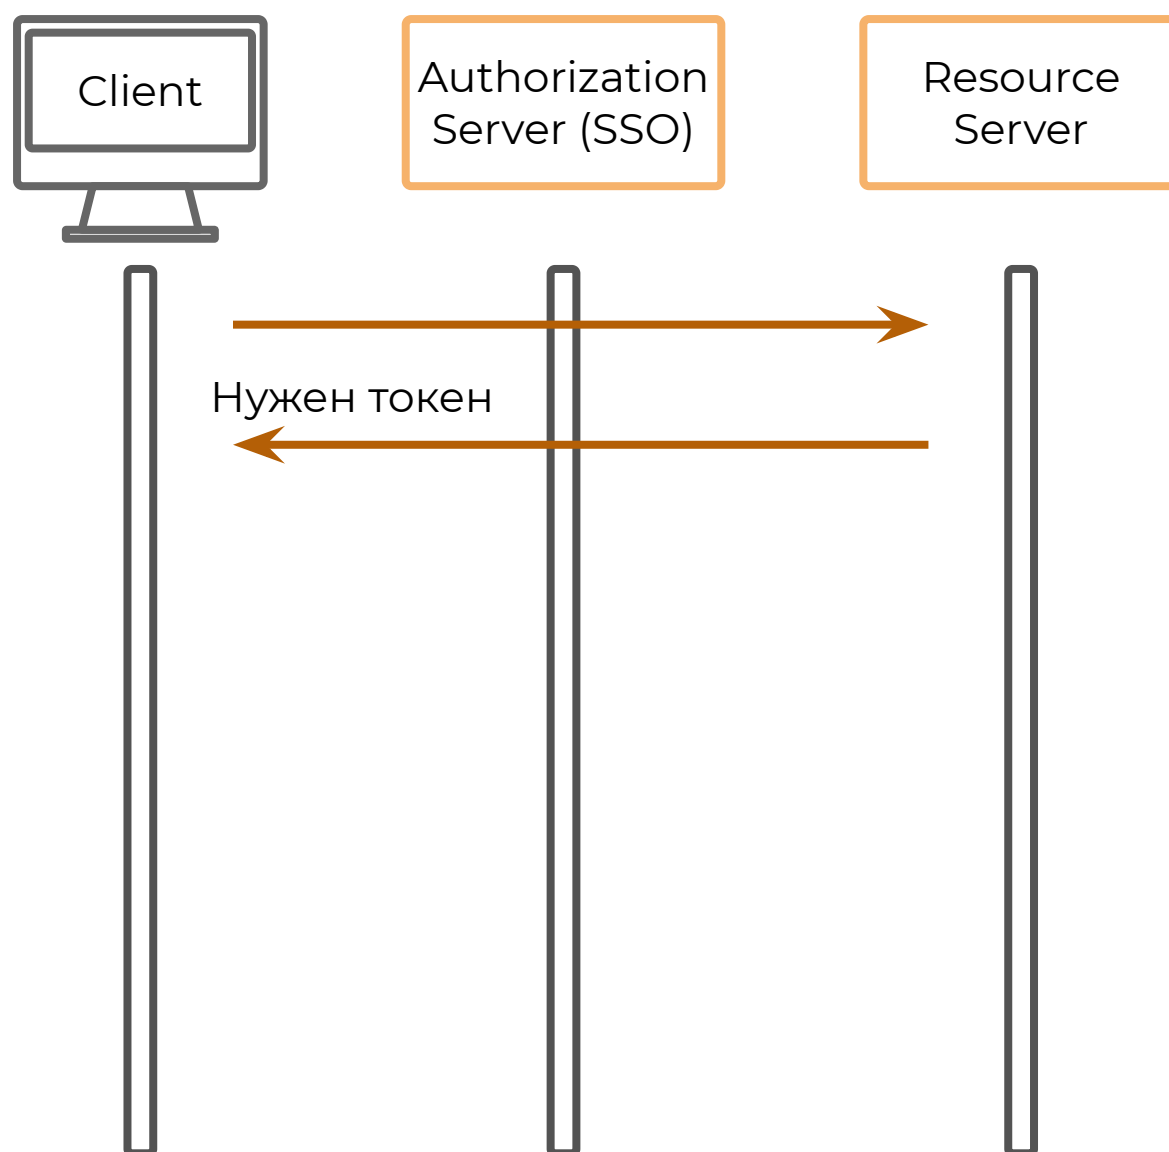 Client
Authorization
Server (SSO)
Resource
Server
Нужен токен